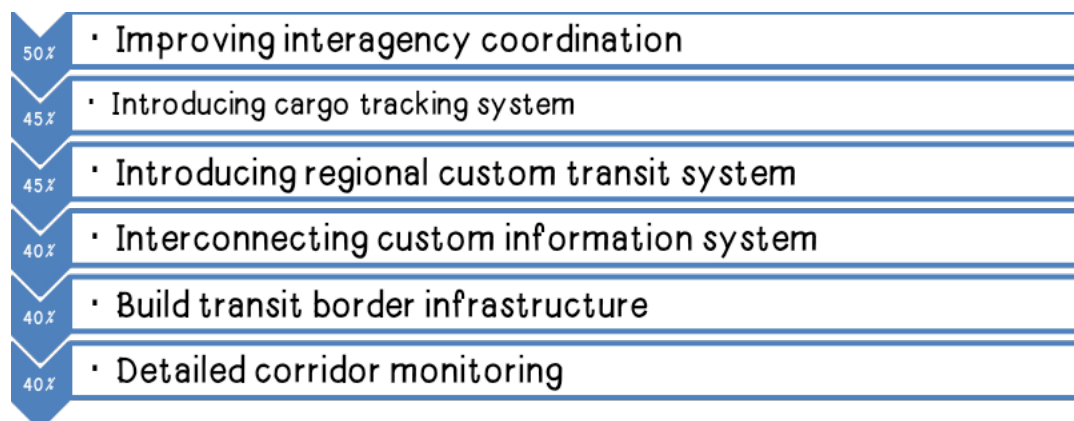 50% · Improving interagency coordination
45% · Introducing cargo tracking system
45% · Introducing regional custom transit system
40% · Interconnecting custom information system
40% · Build transit border infrastructure
40% · Detailed corridor monitoring